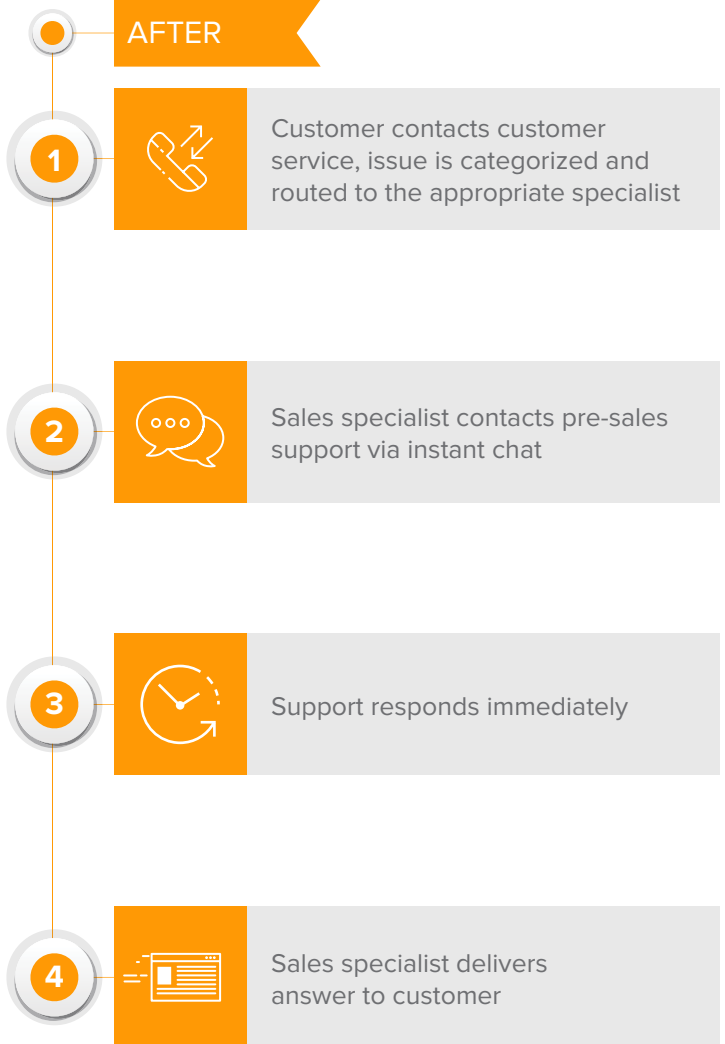 AFTER
1
Customer contacts customer
service, issue is categorized and
routed to the appropriate specialist
2
Sales specialist contacts pre-sales
support via instant chat
3
Support responds immediately
4
Sales specialist delivers
answer to customer